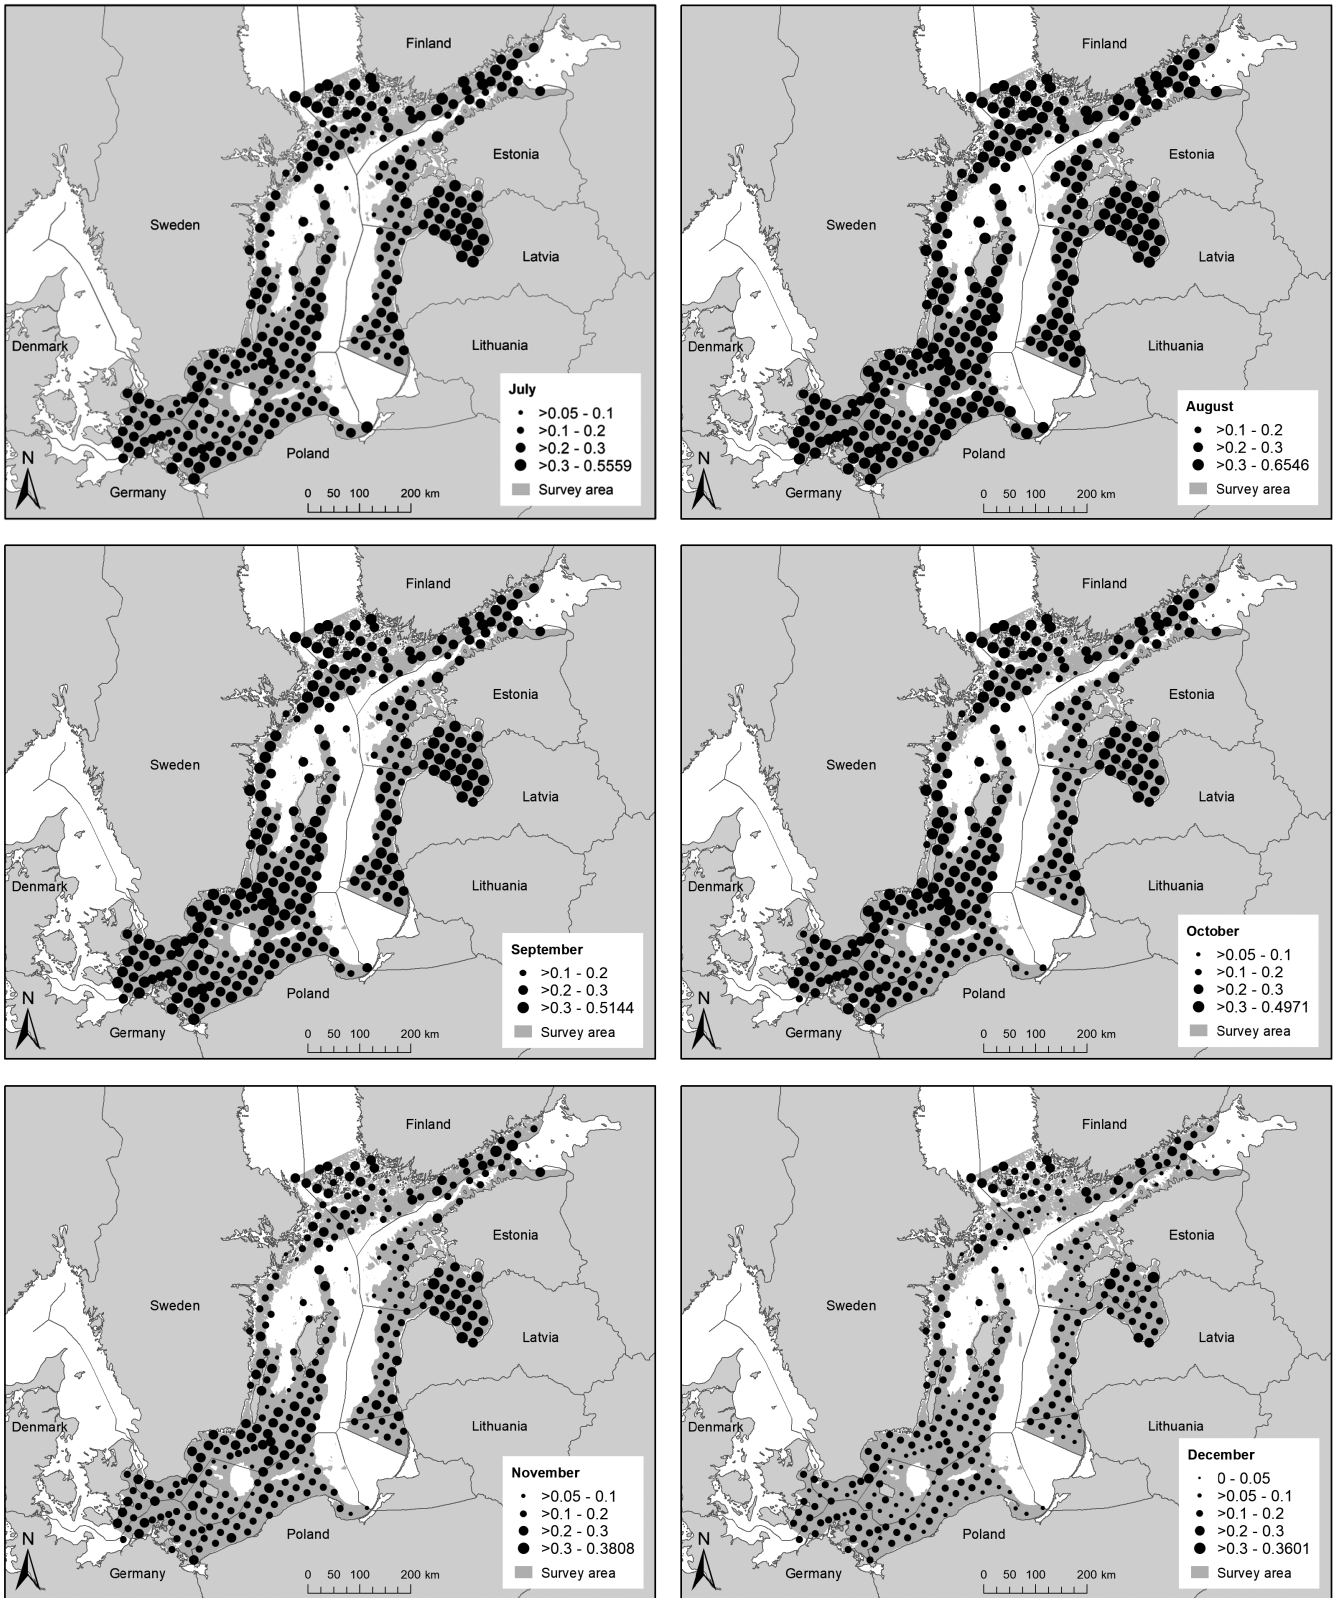 Finland
Estonia
Sweden
Latvia
Denmark
Lithuania
July
>0.05 - 0.1
>0.1 - 0.2
>0.2 - 0.3
>0.3 - 0.5559
Survey area
N
Poland
Germany
0 50 100 200 km
Finland
Estonia
Sweden
Latvia
Denmark
Lithuania
August
>0.1 - 0.2
>0.2 - 0.3
>0.3 - 0.6546
Survey area
N
Poland
Germany
0 50 100 200 km
Finland
Estonia
Sweden
Latvia
Denmark
Lithuania
September
>0.1 - 0.2
>0.2 - 0.3
>0.3 - 0.5144
Survey area
N
Poland
Germany
0 50 100 200 km
Finland
Estonia
Sweden
Latvia
Denmark
Lithuania
October
>0.05 - 0.1
>0.1 - 0.2
>0.2 - 0.3
>0.3 - 0.4971
Survey area
N
Poland
Germany
0 50 100 200 km
Finland
Estonia
Sweden
Latvia
Denmark
Lithuania
November
>0.05 - 0.1
>0.1 - 0.2
>0.2 - 0.3
>0.3 - 0.3808
Survey area
N
Poland
Germany
0 50 100 200 km
Finland
Estonia
Sweden
Latvia
Denmark
Lithuania
December
0 - 0.05
>0.05 - 0.1
>0.1 - 0.2
>0.2 - 0.3
>0.3 - 0.3601
Survey area
N
Poland
Germany
0 50 100 200 km